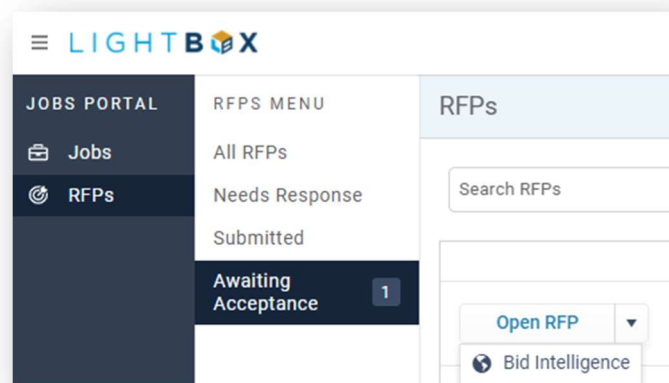 LIGHTBOX
JOBS PORTAL
Jobs
RFPs
RFPS MENU
All RFPs
Needs Response
Submitted
Awaiting
Acceptance
1
RFPs
Search RFPs
Open RFP
Bid Intelligence